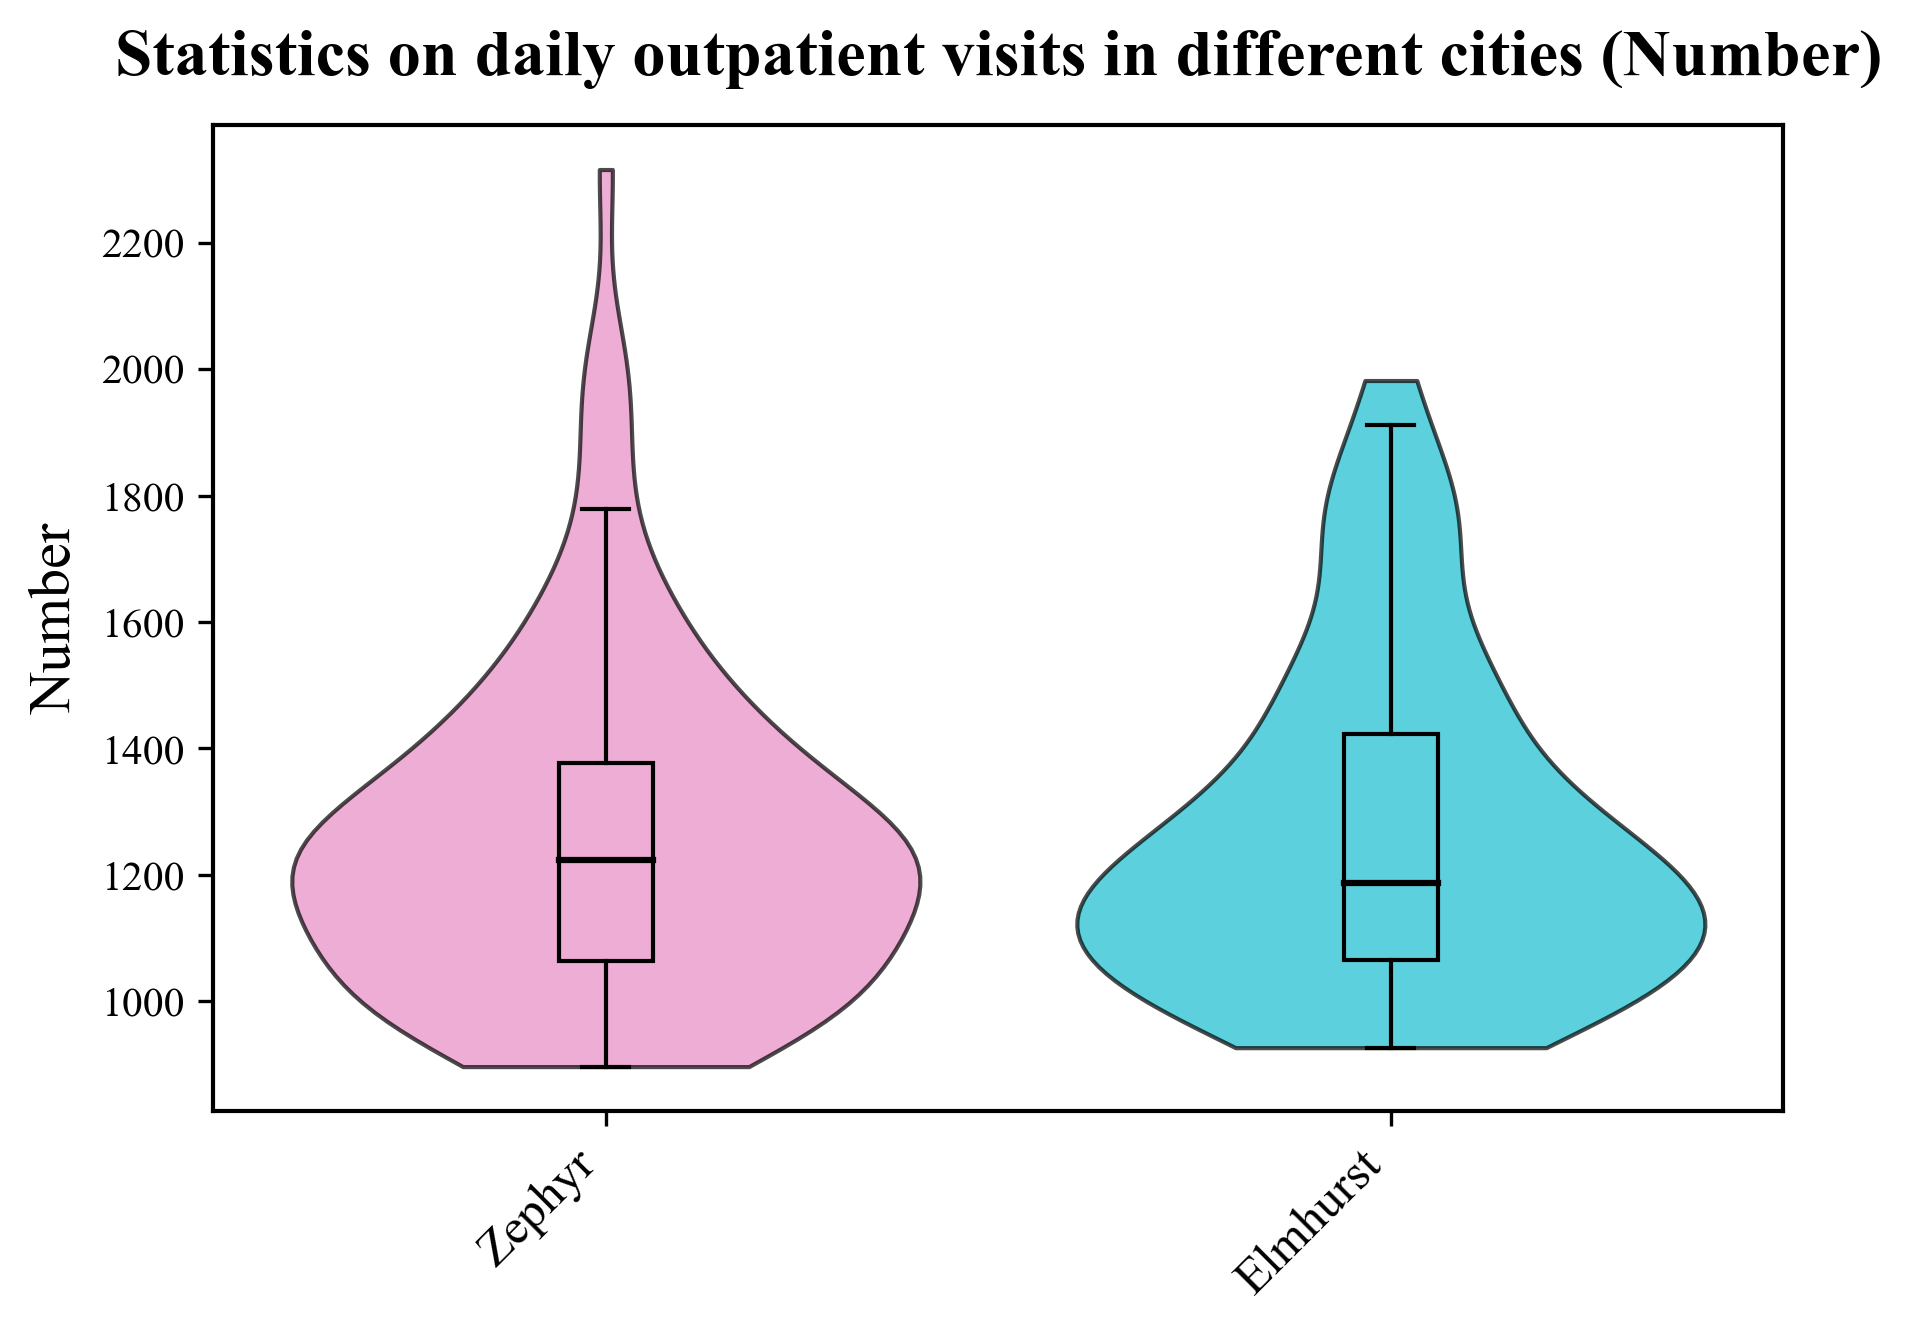 Statistics on daily outpatient visits in different cities (Number)
Number
2200
2000
1800
1600
1400
1200
1000
Zephyr
Elmhurst